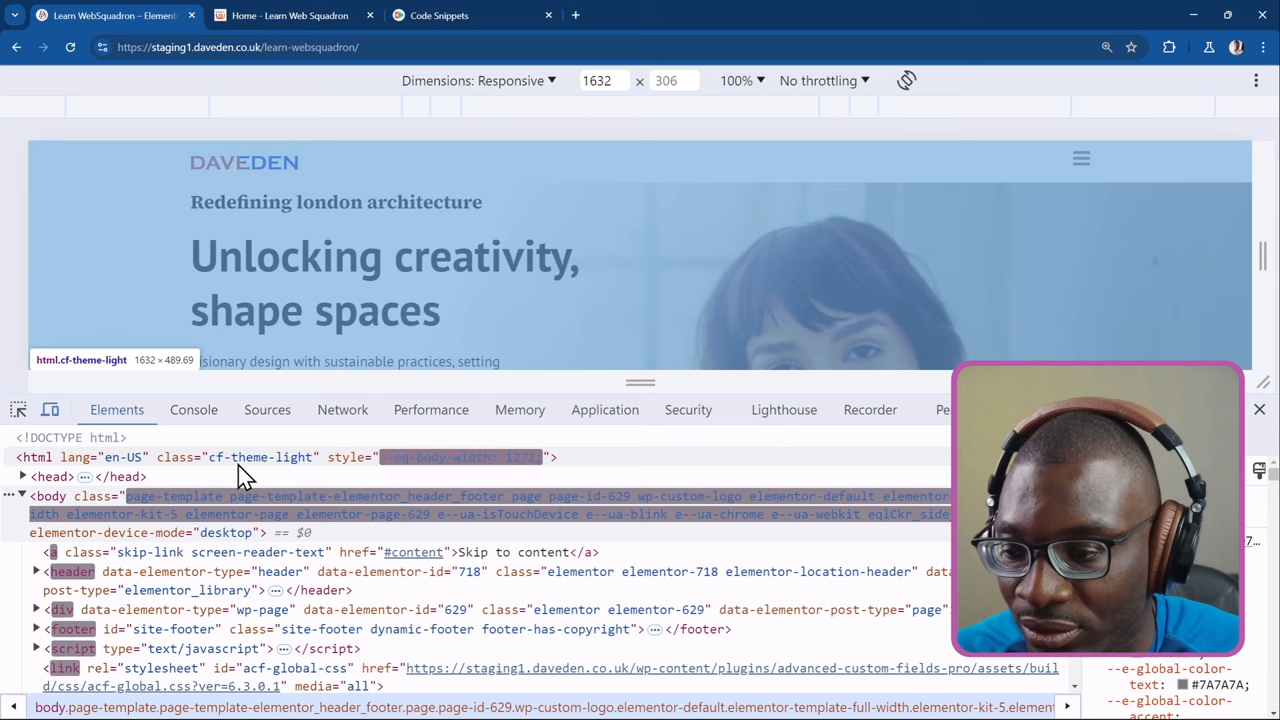 Learn WebSquadron – Element
Home - Learn Web Squadron
Code Snippets
https://staging1.daveden.co.uk/learn-websquadron/
Dimensions: Responsive
1632 × 306
100%
No throttling
DAVEDEN
Redefining london architecture
Unlocking creativity,
shape spaces
html.cf-theme-light 1632 × 489.69
isionary design with sustainable practices, setting
Elements Console Sources Network Performance Memory Application Security Lighthouse Recorder Pe
<!DOCTYPE html>
<html lang="en-US" class="cf-theme-light" style="--eq-body-width: 1272;">
<head> </head>
<body class="page-template page-template-elementor_header_footer page page-id-629 wp-custom-logo elementor-default elementor
idth elementor-kit-5 elementor-page elementor-page-629 e--ua-isTouchDevice e--ua-blink e--ua-chrome e--ua-webkit eqlCkr_side
elementor-device-mode="desktop"> == $0
<a class="skip-link screen-reader-text" href="#content">Skip to content</a>
<header data-elementor-type="header" data-elementor-id="718" class="elementor elementor-718 elementor-location-header" data
post-type="elementor_library"> </header>
<div data-elementor-type="wp-page" data-elementor-id="629" class="elementor elementor-629" data-elementor-post-type="page"
<footer id="site-footer" class="site-footer dynamic-footer footer-has-copyright"> </footer>
<script type="text/javascript"> </script>
<link rel="stylesheet" id="acf-global-css" href="https://staging1.daveden.co.uk/wp-content/plugins/advanced-custom-fields-pro/assets/buil
d/css/acf-global.css?ver=6.3.0.1" media="all">
--e-global-color-
text: #7A7A7A;
--e-global-color-
body.page-template.page-template-elementor_header_footer.page.page-id-629.wp-custom-logo.elementor-default.elementor-template-full-width.elementor-kit-5.element